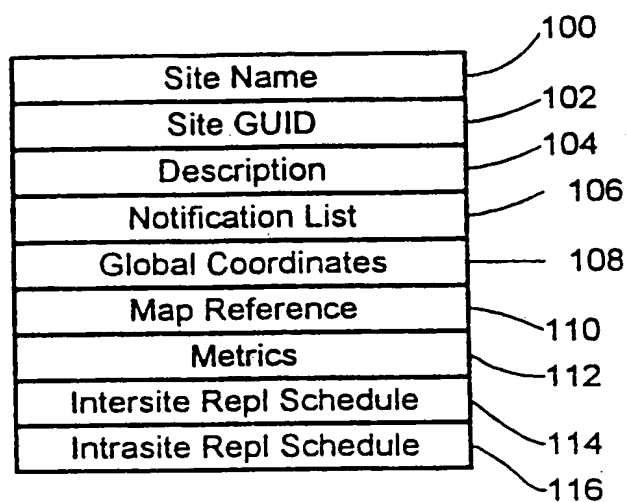 100
Site Name
102
Site GUID
104
Description
106
Notification List
Global Coordinates
108
Map Reference
110
Metrics
112
Intersite Repl Schedule
114
Intrasite Repl Schedule
116